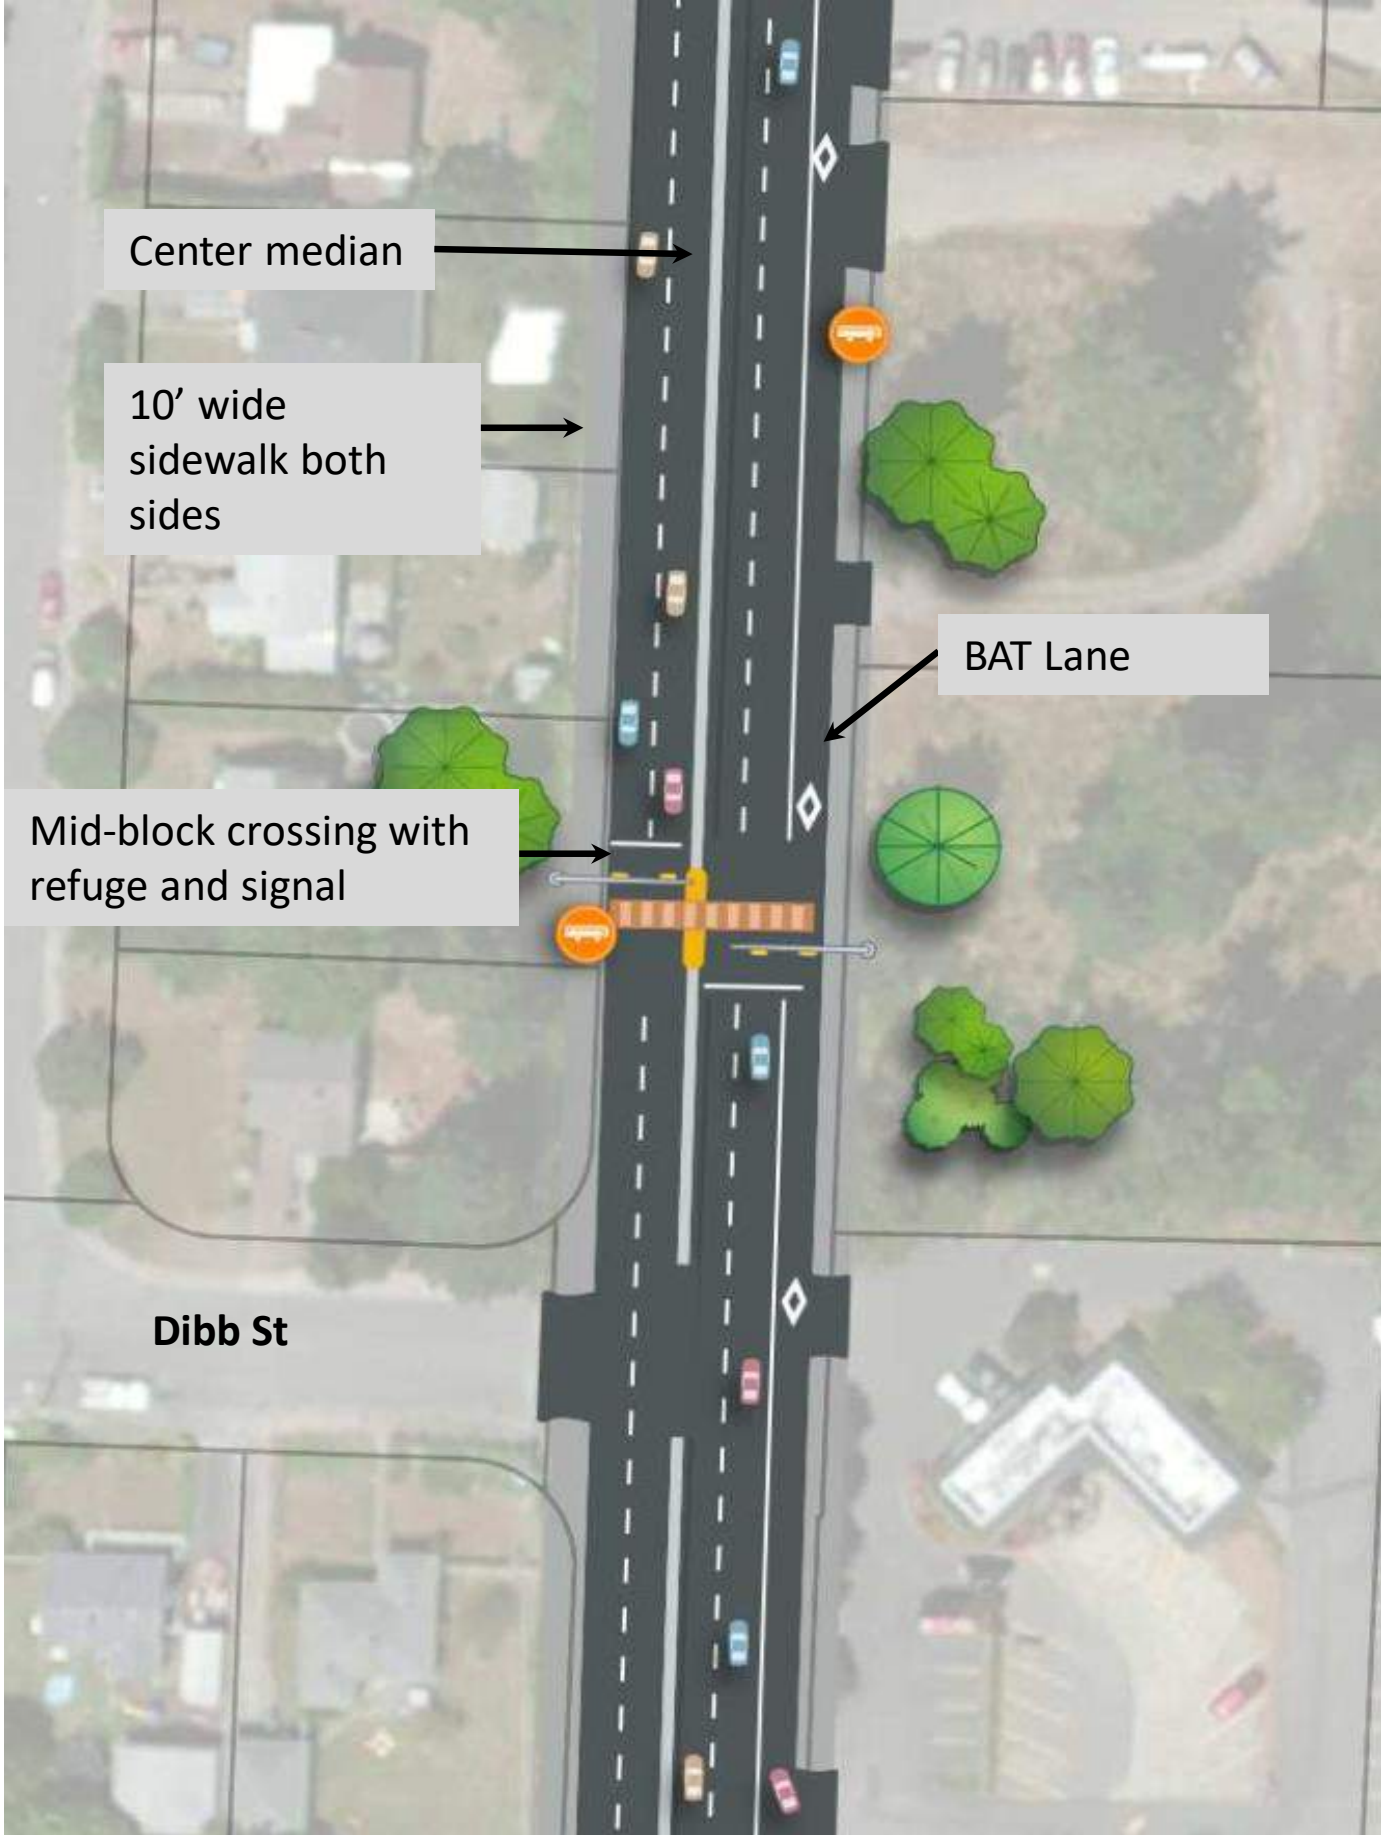 Center median
10’ wide
sidewalk both
sides
BAT Lane
Mid-block crossing with
refuge and signal
Dibb St